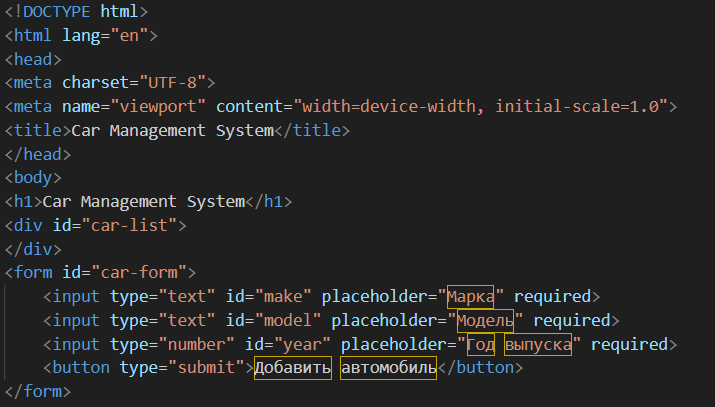 <!DOCTYPE html>
<html lang="en">
<head>
<meta charset="UTF-8">
<meta name="viewport" content="width=device-width, initial-scale=1.0">
<title>Car Management System</title>
</head>
<body>
<h1>Car Management System</h1>
<div id="car-list">
</div>
<form id="car-form">
<input type="text" id="make" placeholder="Марка" required>
<input type="text" id="model" placeholder="Модель" required>
<input type="number" id="year" placeholder="Год выпуска" required>
<button type="submit">Добавить автомобиль</button>
</form>